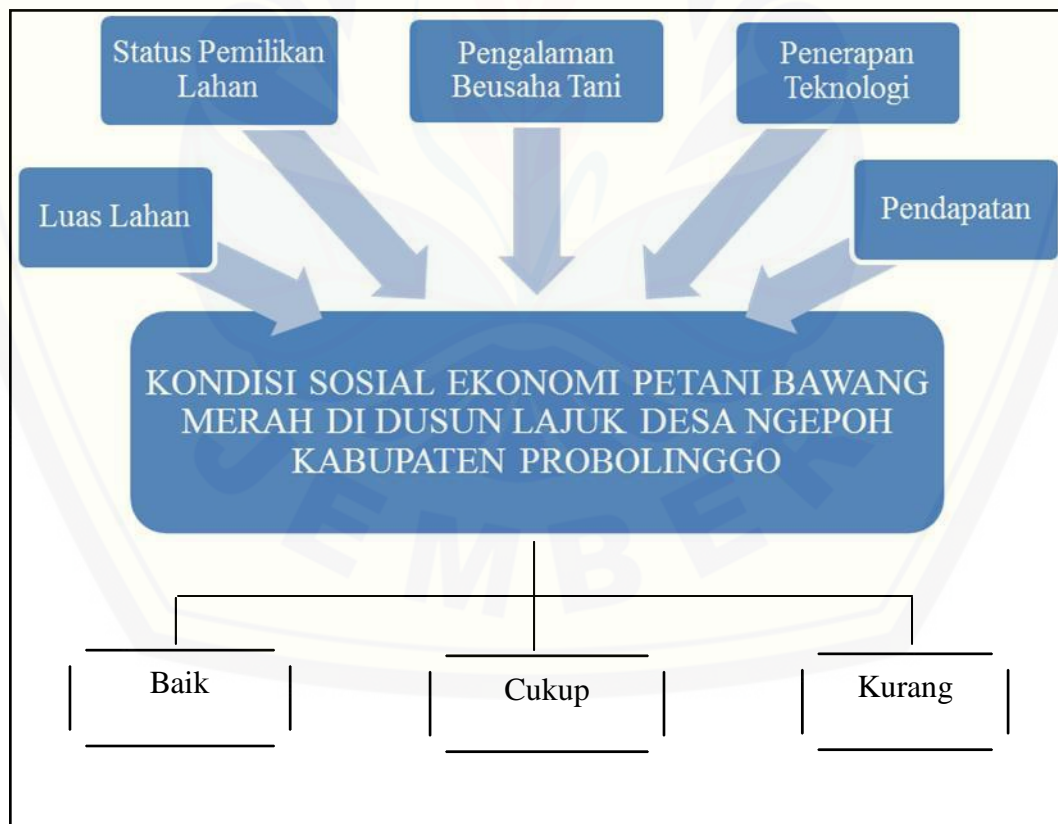 Status Pemilikan
Lahan
Pengalaman
Beusaha Tani
Penerapan
Teknologi
Luas Lahan
Pendapatan
KONDISI SOSIAL EKONOMI PETANI BAWANG
MERAH DI DUSUN LAJUK DESA NGEPOH
KABUPATEN PROBOLINGGO
JEMBER
Baik
Cukup
Kurang